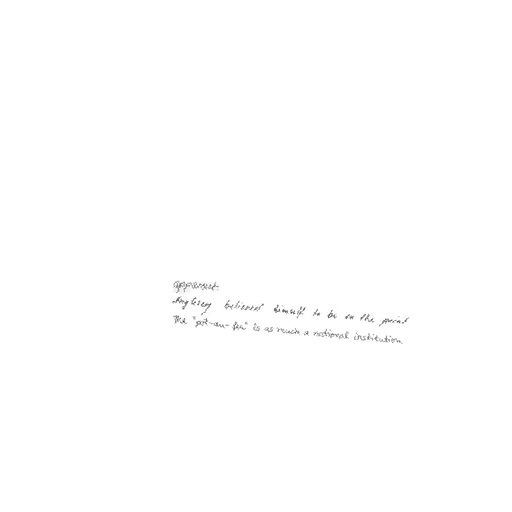 apparent
Anglesey believed himself to be on the point
The "pot-au-feu" is as much a national institution